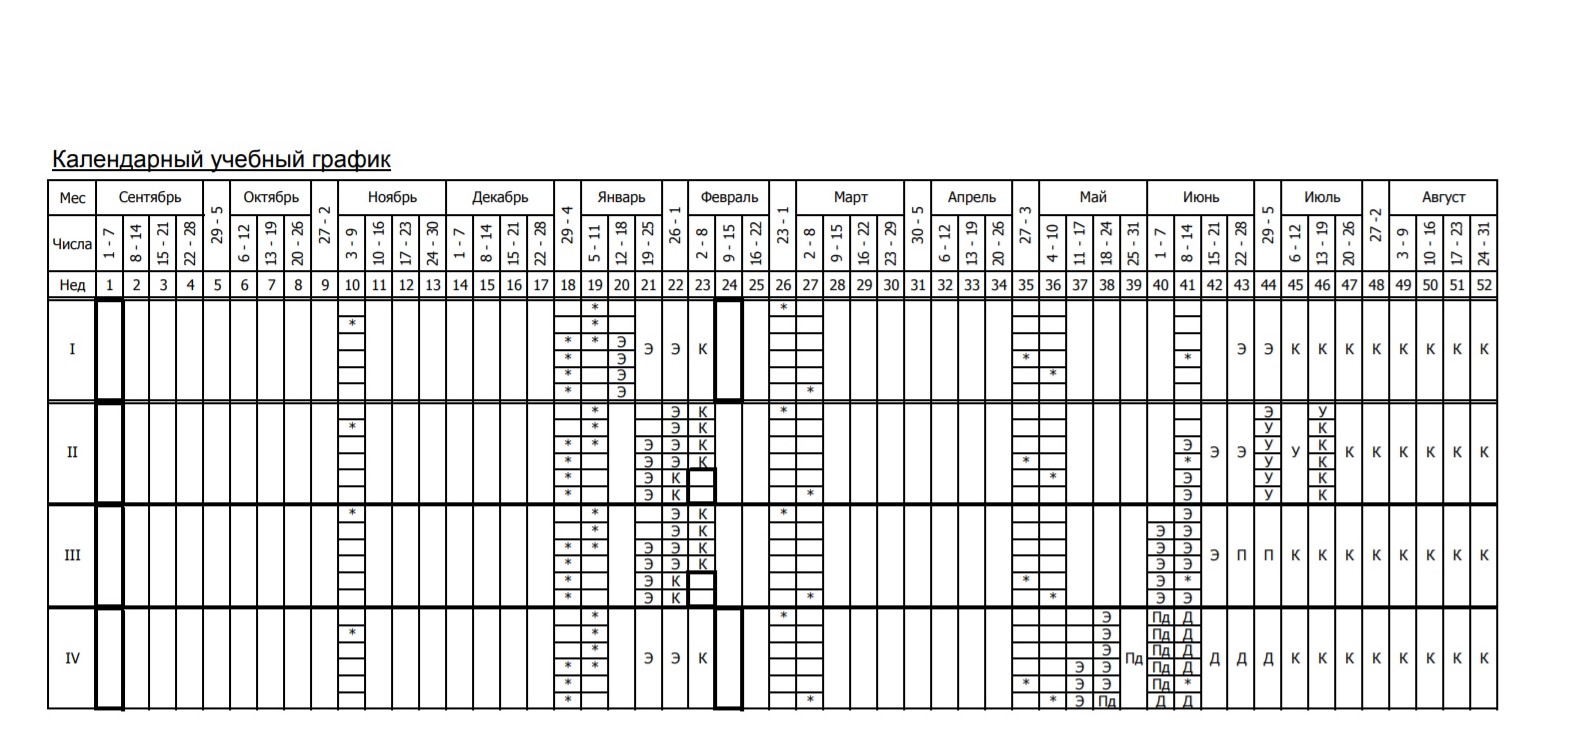 Календарный учебный график
Мес Сентябрь 29 - 5 Октябрь 27 - 2 Ноябрь Декабрь 29 - 4 Январь 26 - 1 Февраль 23 - 1 Март 30 - 5 Апрель 27 - 3 Май Июнь 29 - 5 Июль 27 -2 Август
Числа 1 - 7 8 - 14 15 - 21 22 - 28 6 - 12 13 - 19 20 - 26 3 - 9 10 - 16 17 - 23 24 - 30 1 - 7 8 - 14 15 - 21 22 - 28 5 - 11 12 - 18 19 - 25 2 - 8 9 - 15 16 - 22 2 - 8 9 - 15 16 - 22 23 - 29 6 - 12 13 - 19 20 - 26 4 - 10 11 - 17 18 - 24 25 - 31 1 - 7 8 - 14 15 - 21 22 - 28 6 - 12 13 - 19 20 - 26 3 - 9 10 - 16 17 - 23 24 - 31
Нед 1 2 3 4 5 6 7 8 9 10 11 12 13 14 15 16 17 18 19 20 21 22 23 24 25 26 27 28 29 30 31 32 33 34 35 36 37 38 39 40 41 42 43 44 45 46 47 48 49 50 51 52
* *
* *
* * Э
I Э Э К Э Э К К К К К К К К
* Э * *
* Э *
* Э *
* Э К * Э У
* * Э К У К
* * Э Э К Э У К
II Э Э У К К К К К К
* Э Э К * * У К
* Э К * Э У К
* Э К * Э У К
* * Э К * Э
* Э К Э Э
* * Э Э К Э Э
III Э П П К К К К К К К К
* Э Э К Э Э
* Э К * Э *
* Э К * * Э Э
* * Э Пд Д
* * Э Пд Д
* Э Пд Д
IV Э Э К Пд Д Д Д К К К К К К К К
* * Э Э Пд Д
* * Э Э Пд *
* * * Э Пд Д Д